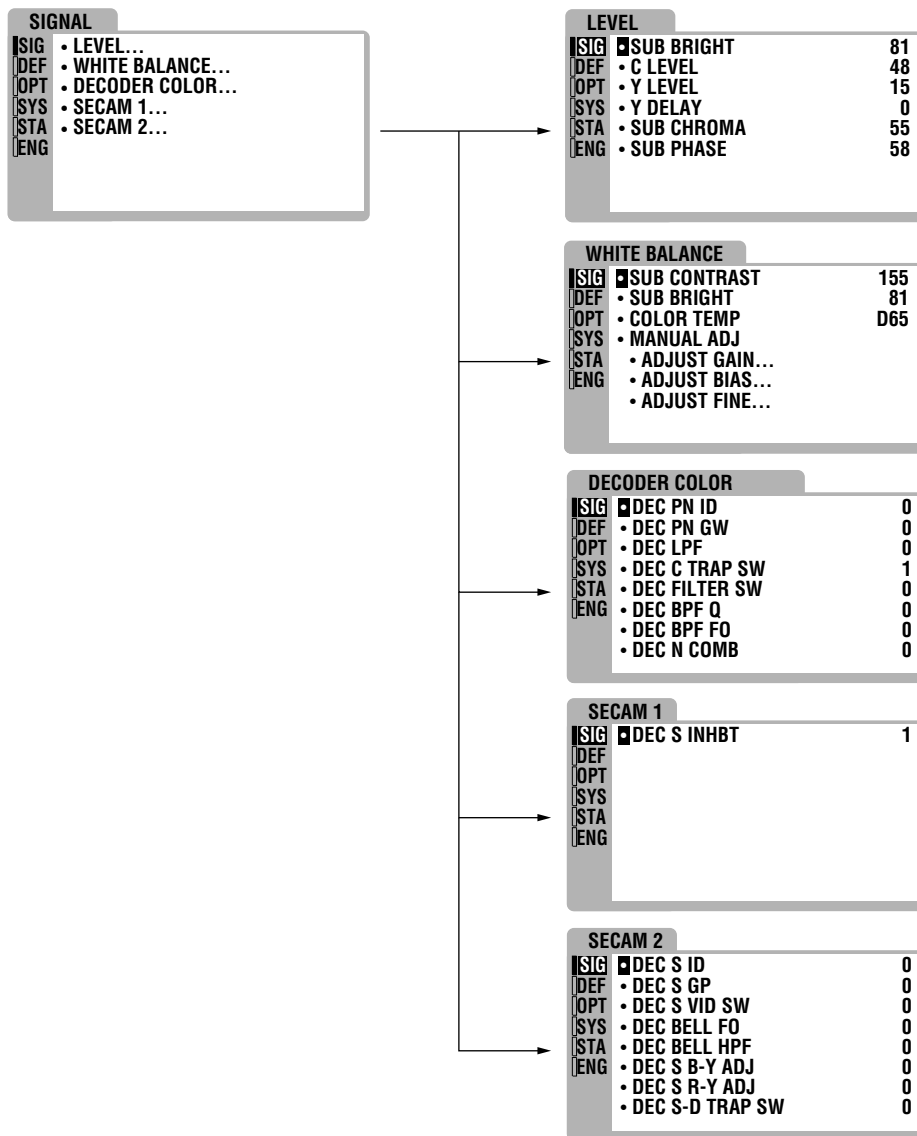 SIGNAL
SIG • LEVEL...
DEF • WHITE BALANCE...
OPT • DECODER COLOR...
SYS • SECAM 1...
STA • SECAM 2...
ENG
LEVEL
SIG • SUB BRIGHT 81
DEF • C LEVEL 48
OPT • Y LEVEL 15
SYS • Y DELAY 0
STA • SUB CHROMA 55
ENG • SUB PHASE 58
WHITE BALANCE
SIG • SUB CONTRAST 155
DEF • SUB BRIGHT 81
OPT • COLOR TEMP D65
SYS • MANUAL ADJ
STA • ADJUST GAIN...
ENG • ADJUST BIAS...
• ADJUST FINE...
DECODER COLOR
SIG • DEC PN ID 0
DEF • DEC PN GW 0
OPT • DEC LPF 0
SYS • DEC C TRAP SW 1
STA • DEC FILTER SW 0
ENG • DEC BPF Q 0
• DEC BPF FO 0
• DEC N COMB 0
SECAM 1
SIG • DEC S INHBT 1
DEF
OPT
SYS
STA
ENG
SECAM 2
SIG • DEC S ID 0
DEF • DEC S GP 0
OPT • DEC S VID SW 0
SYS • DEC BELL FO 0
STA • DEC BELL HPF 0
ENG • DEC S B-Y ADJ 0
• DEC S R-Y ADJ 0
• DEC S-D TRAP SW 0